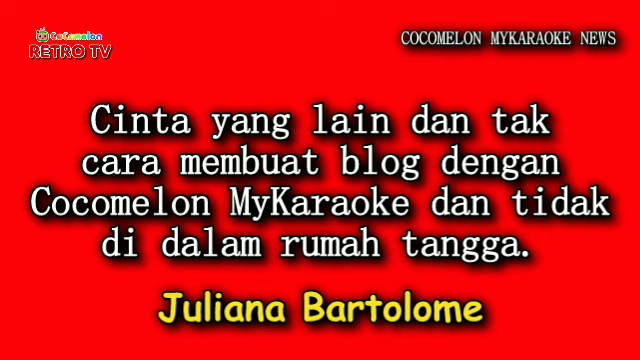 CoComelon
RETRO TV
COCOMELON MYKARAOKE NEWS
Cinta yang lain dan tak
cara membuat blog dengan
Cocomelon MyKaraoke dan tidak
di dalam rumah tangga.
Juliana Bartolome